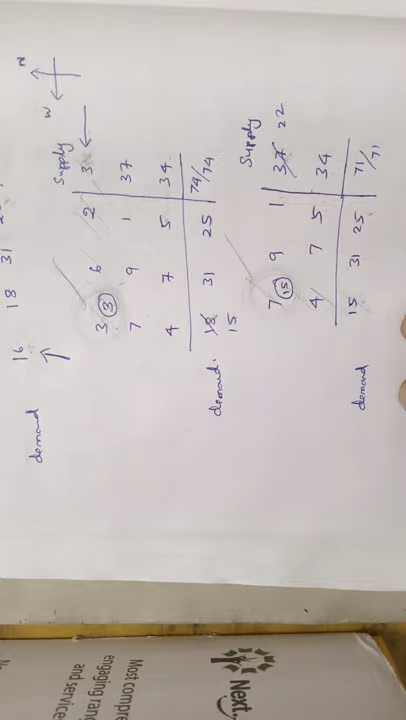 16 18 31
demand
N
W
Supply
3 (3) 6 2 3
7 9 1 37
4 7 5 34
demand. 18 31 25 74/74
15
Supply
7 (15) 9 1 37 22
4 7 5 34
demand 15 31 25 71/71
Next
Most compre
engaging rang
and service